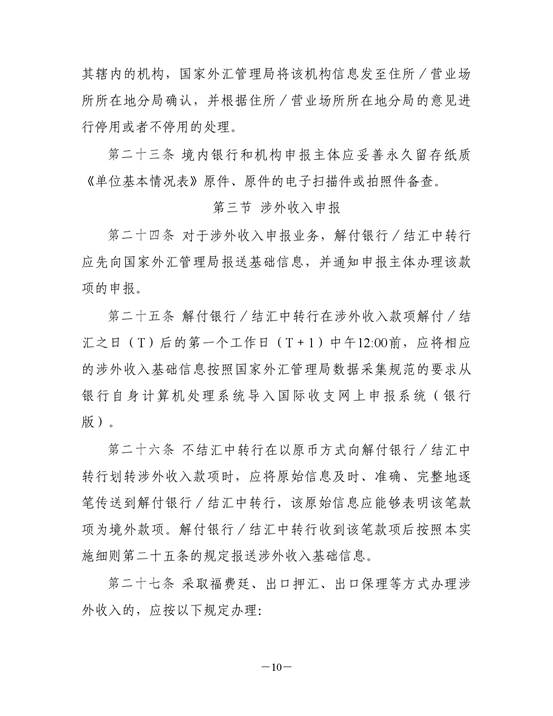 其辖内的机构，国家外汇管理局将该机构信息发至住所／营业场
所所在地分局确认，并根据住所／营业场所所在地分局的意见进
行停用或者不停用的处理。
第二十三条 境内银行和机构申报主体应妥善永久留存纸质
《单位基本情况表》原件、原件的电子扫描件或拍照件备查。
第三节 涉外收入申报
第二十四条 对于涉外收入申报业务，解付银行／结汇中转行
应先向国家外汇管理局报送基础信息，并通知申报主体办理该款
项的申报。
第二十五条 解付银行／结汇中转行在涉外收入款项解付／结
汇之日（T）后的第一个工作日（T+1）中午12:00前，应将相应
的涉外收入基础信息按照国家外汇管理局数据采集规范的要求从
银行自身计算机处理系统导入国际收支网上申报系统（银行
版）。
第二十六条 不结汇中转行在以原币方式向解付银行／结汇中
转行划转涉外收入款项时，应将原始信息及时、准确、完整地逐
笔传送到解付银行／结汇中转行，该原始信息应能够表明该笔款
项为境外款项。解付银行／结汇中转行收到该笔款项后按照本实
施细则第二十五条的规定报送涉外收入基础信息。
第二十七条 采取福费廷、出口押汇、出口保理等方式办理涉
外收入的，应按以下规定办理：
－10－